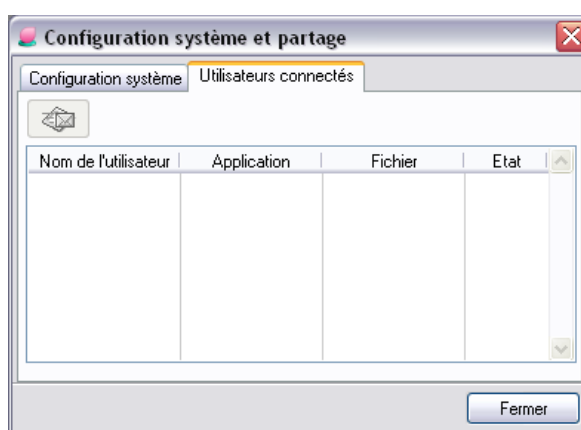 Configuration système et partage
Configuration système Utilisateurs connectés
Nom de l'utilisateur Application Fichier Etat
Fermer